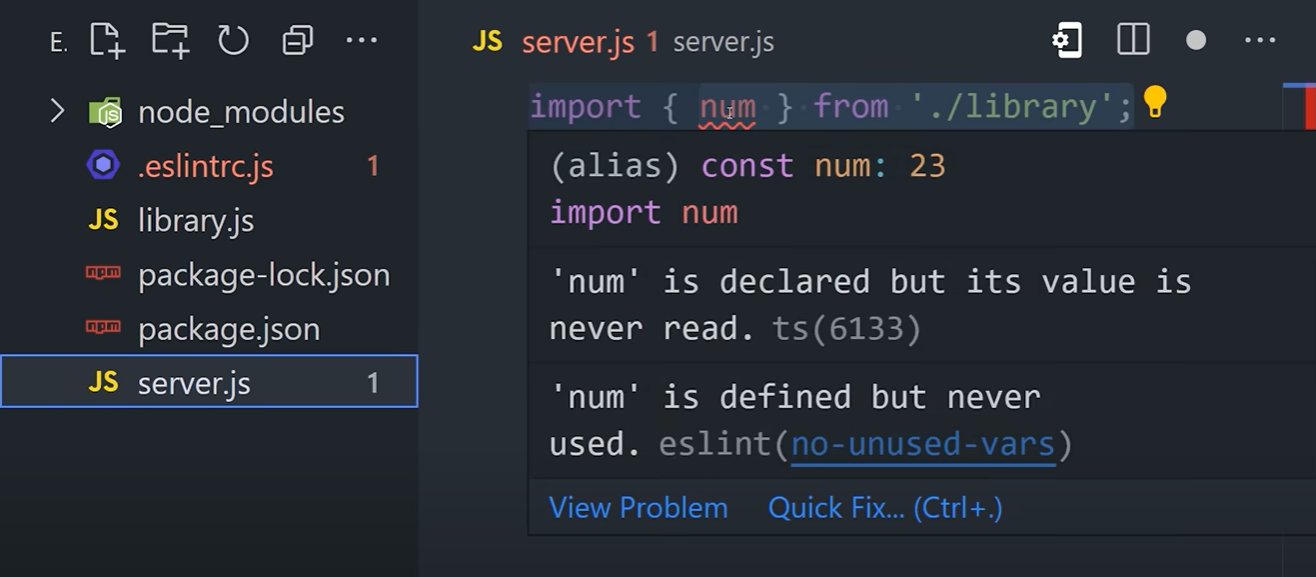 E.
node_modules
.eslintrc.js 1
JS library.js
npm package-lock.json
npm package.json
JS server.js 1
JS server.js 1 server.js
import { num } from './library';
(alias) const num: 23
import num
'num' is declared but its value is
never read. ts(6133)
'num' is defined but never
used. eslint(no-unused-vars)
View Problem Quick Fix... (Ctrl+.)